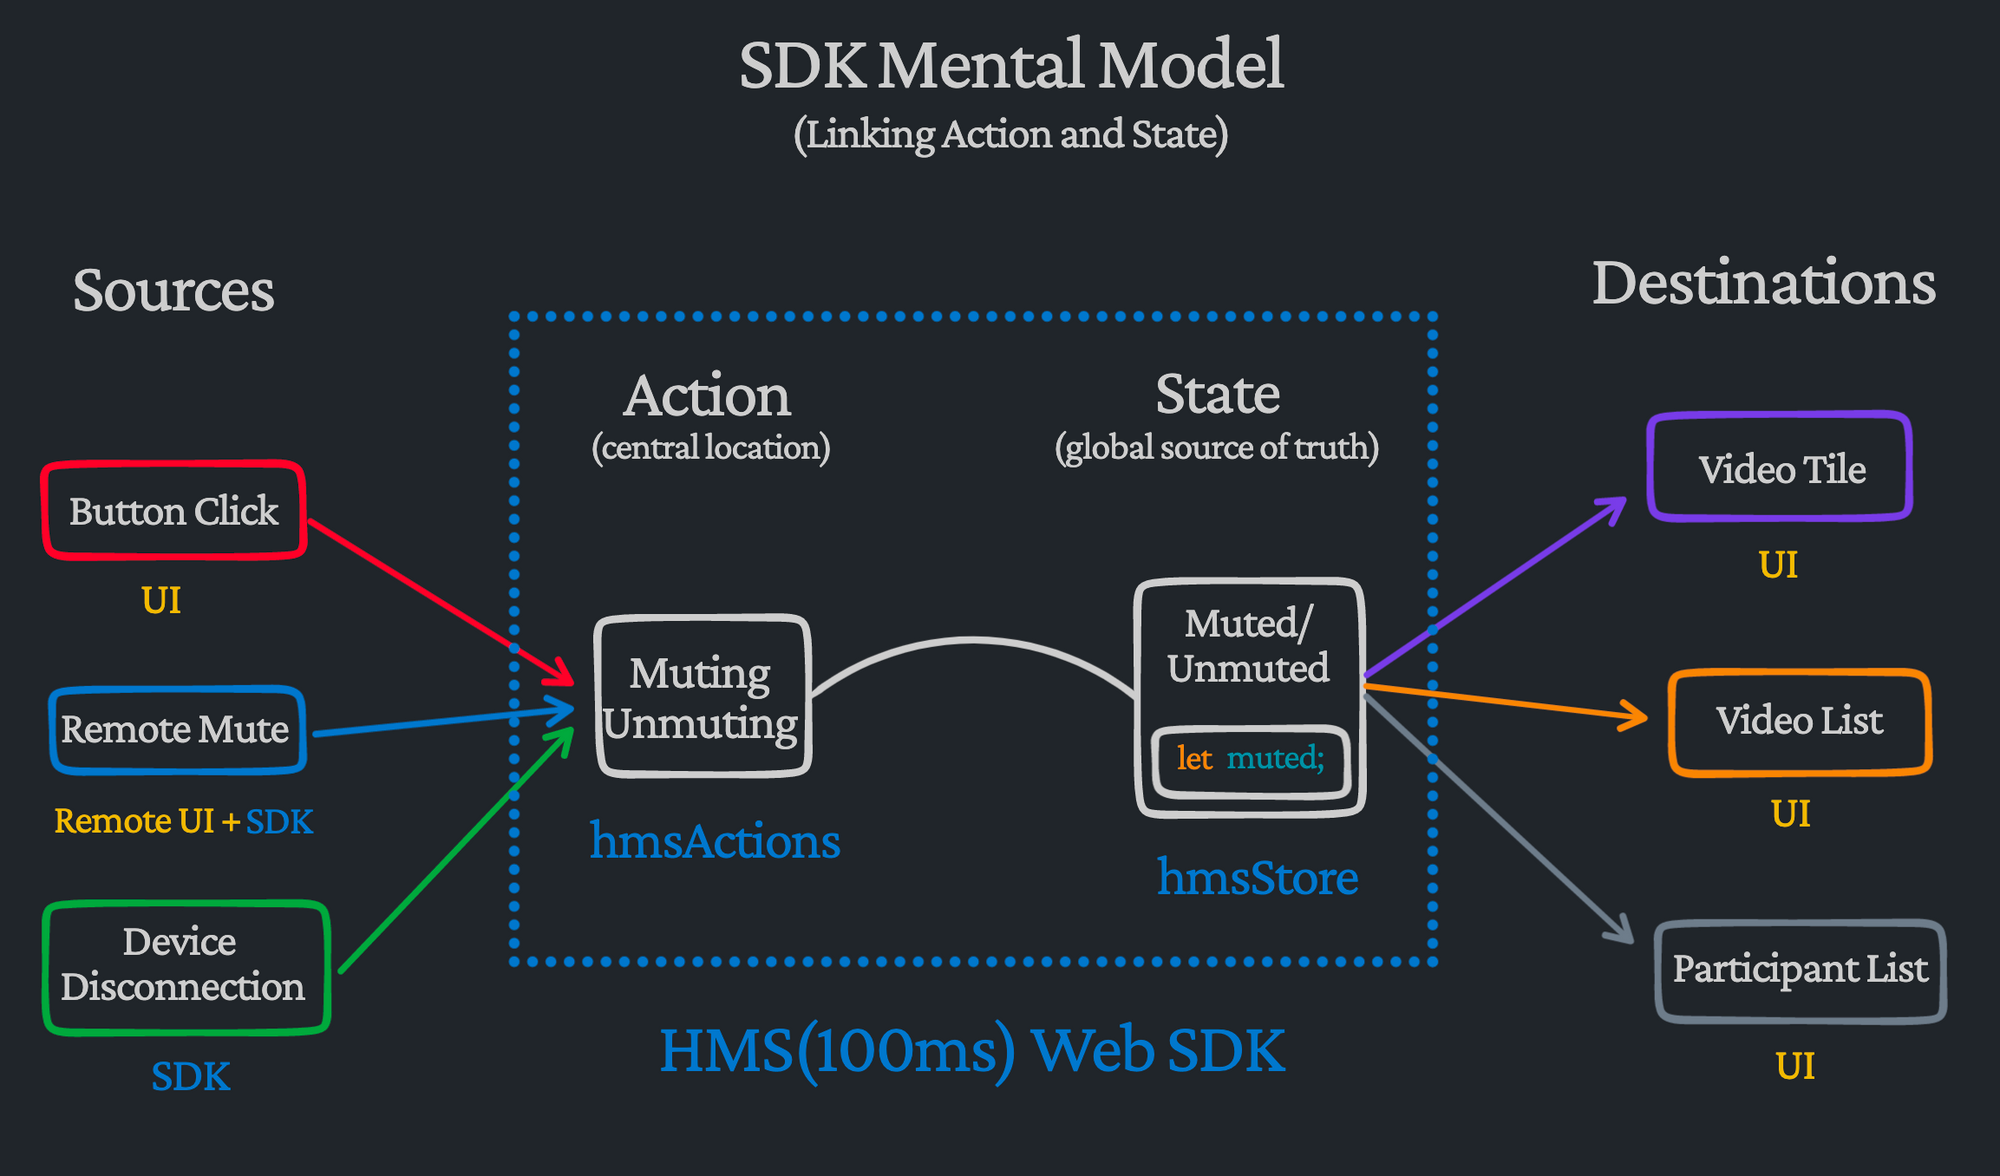 SDK Mental Model
(Linking Action and State)
Sources
Button Click
UI
Remote Mute
Remote UI + SDK
Device
Disconnection
SDK
Action
(central location)
Muting
Unmuting
hmsActions
State
(global source of truth)
Muted/
Unmuted
let muted;
hmsStore
HMS(100ms) Web SDK
Destinations
Video Tile
UI
Video List
UI
Participant List
UI